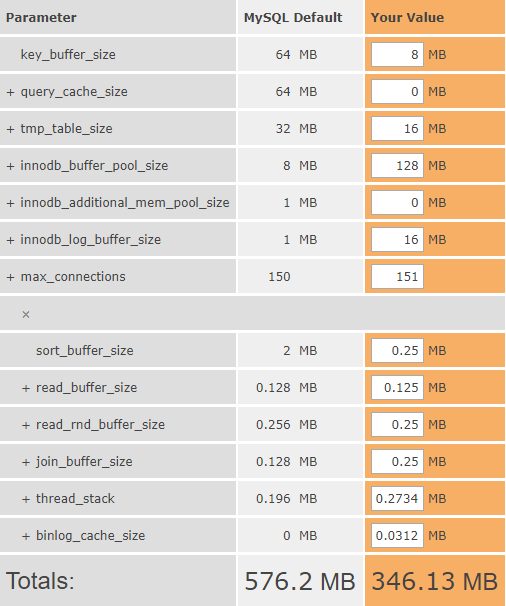 Parameter MySQL Default Your Value
key_buffer_size 64 MB 8 MB
+ query_cache_size 64 MB 0 MB
+ tmp_table_size 32 MB 16 MB
+ innodb_buffer_pool_size 8 MB 128 MB
+ innodb_additional_mem_pool_size 1 MB 0 MB
+ innodb_log_buffer_size 1 MB 16 MB
+ max_connections 150 151
×
sort_buffer_size 2 MB 0.25 MB
+ read_buffer_size 0.128 MB 0.125 MB
+ read_rnd_buffer_size 0.256 MB 0.25 MB
+ join_buffer_size 0.128 MB 0.25 MB
+ thread_stack 0.196 MB 0.2734 MB
+ binlog_cache_size 0 MB 0.0312 MB
Totals: 576.2 MB 346.13 MB